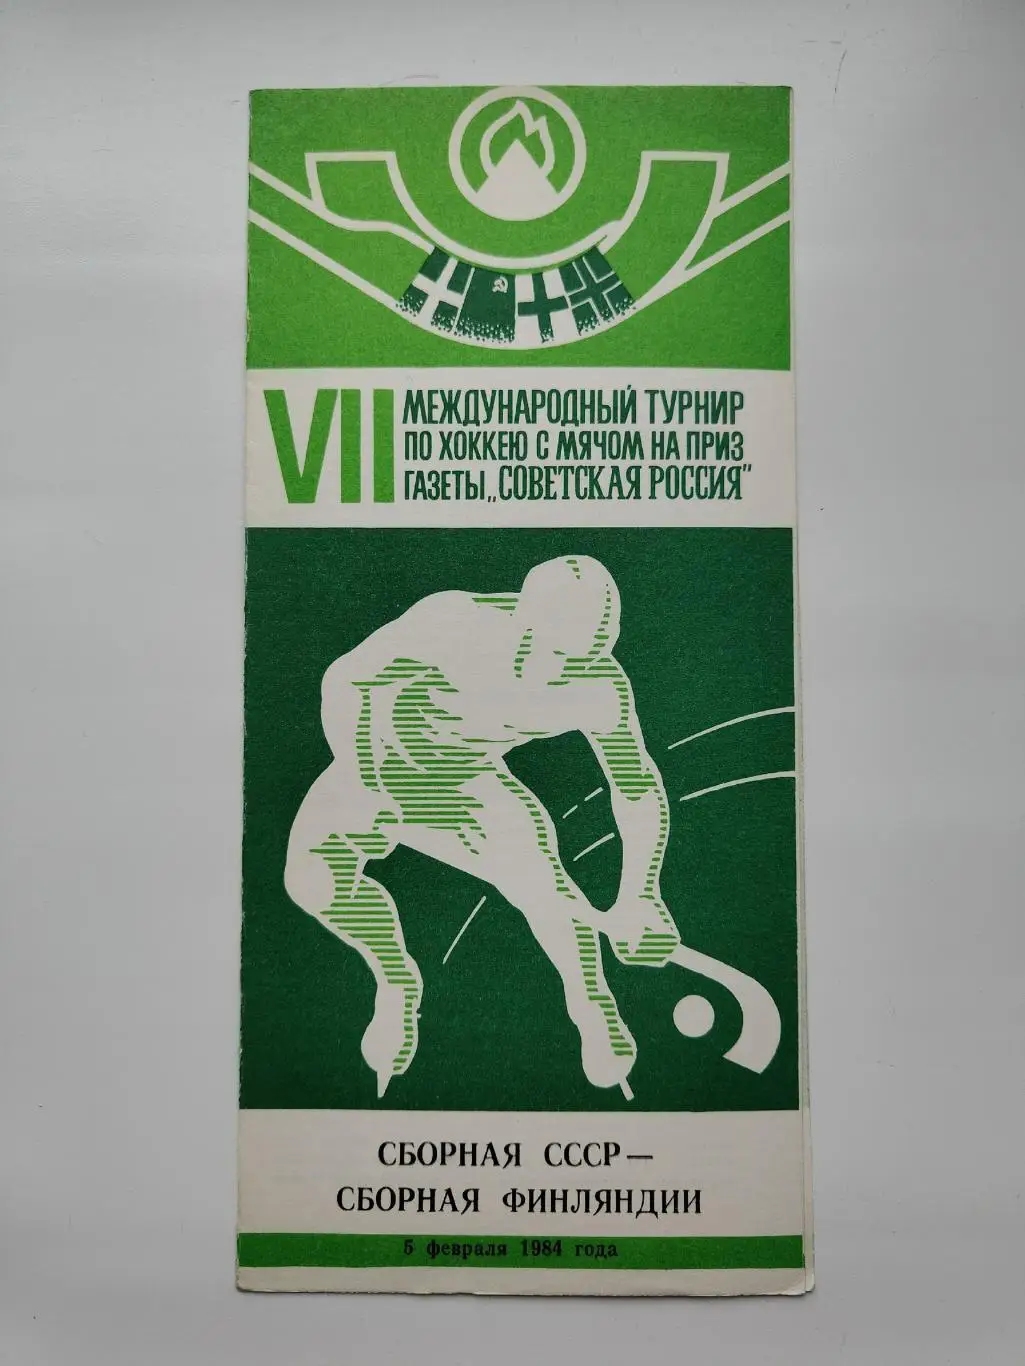 VII
МЕЖДУНАРОДНЫЙ ТУРНИР
ПО ХОККЕЮ С МЯЧОМ НА ПРИЗ
ГАЗЕТЫ „СОВЕТСКАЯ РОССИЯ"
СБОРНАЯ СССР—
СБОРНАЯ ФИНЛЯНДИИ
5 февраля 1984 года